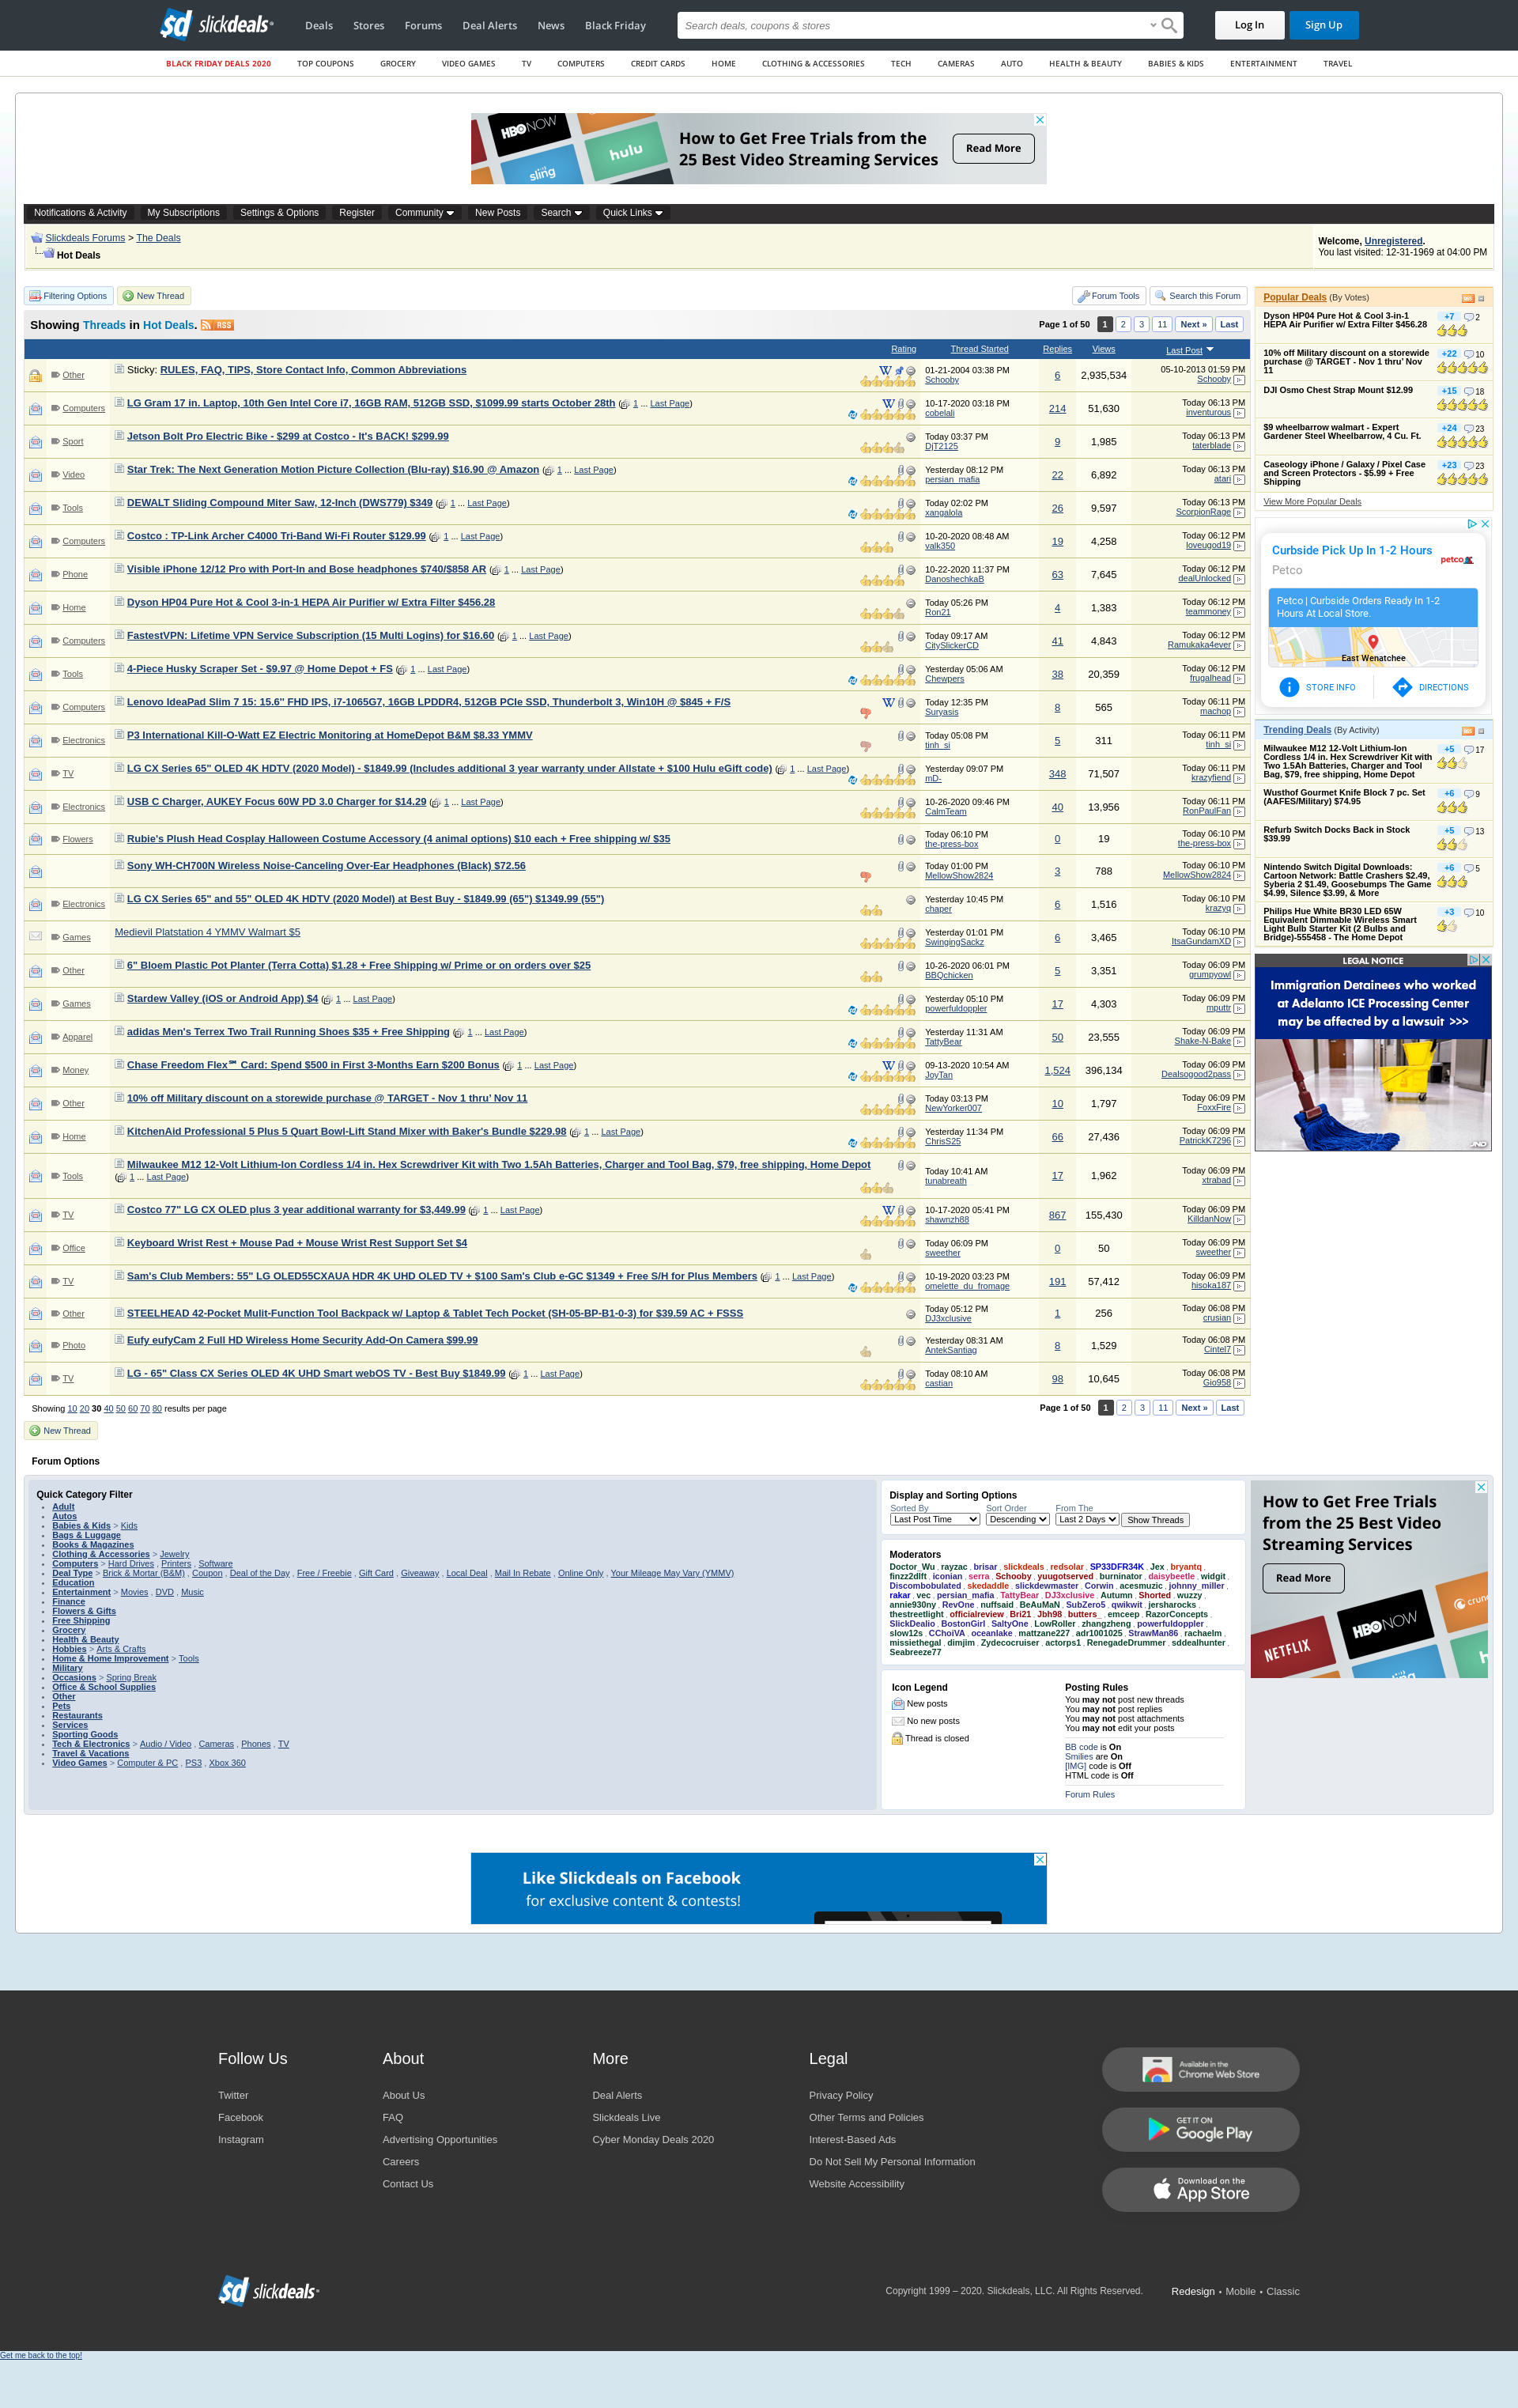 slickdeals
Deals Stores Forums Deal Alerts News Black Friday
Search deals, coupons & stores
Log In
Sign Up
BLACK FRIDAY DEALS 2020 TOP COUPONS GROCERY VIDEO GAMES TV COMPUTERS CREDIT CARDS HOME CLOTHING & ACCESSORIES TECH CAMERAS AUTO HEALTH & BEAUTY BABIES & KIDS ENTERTAINMENT TRAVEL
HBO NOW
hulu
sling
How to Get Free Trials from the
25 Best Video Streaming Services
Read More
Notifications & Activity My Subscriptions Settings & Options Register Community New Posts Search Quick Links
Slickdeals Forums > The Deals
Hot Deals
Welcome, Unregistered.
You last visited: 12-31-1969 at 04:00 PM
Filtering Options New Thread
Forum Tools Search this Forum
Showing Threads in Hot Deals. RSS
Page 1 of 50 1 2 3 11 Next » Last
Rating Thread Started Replies Views Last Post
Other Sticky: RULES, FAQ, TIPS, Store Contact Info, Common Abbreviations 01-21-2004 03:38 PM Schooby 6 2,935,534 05-10-2013 01:59 PM Schooby
Computers LG Gram 17 in. Laptop, 10th Gen Intel Core i7, 16GB RAM, 512GB SSD, $1099.99 starts October 28th ( 1 ... Last Page) 10-17-2020 03:18 PM cobelali 214 51,630 Today 06:13 PM inventurous
Sport Jetson Bolt Pro Electric Bike - $299 at Costco - It's BACK! $299.99 Today 03:37 PM DjT2125 9 1,985 Today 06:13 PM taterblade
Video Star Trek: The Next Generation Motion Picture Collection (Blu-ray) $16.90 @ Amazon ( 1 ... Last Page) Yesterday 08:12 PM persian_mafia 22 6,892 Today 06:13 PM atari
Tools DEWALT Sliding Compound Miter Saw, 12-Inch (DWS779) $349 ( 1 ... Last Page) Today 02:02 PM xangalola 26 9,597 Today 06:13 PM ScorpionRage
Computers Costco : TP-Link Archer C4000 Tri-Band Wi-Fi Router $129.99 ( 1 ... Last Page) 10-20-2020 08:48 AM valk350 19 4,258 Today 06:12 PM loveugod19
Phone Visible iPhone 12/12 Pro with Port-In and Bose headphones $740/$858 AR ( 1 ... Last Page) 10-22-2020 11:37 PM DanoshechkaB 63 7,645 Today 06:12 PM dealUnlocked
Home Dyson HP04 Pure Hot & Cool 3-in-1 HEPA Air Purifier w/ Extra Filter $456.28 Today 05:26 PM Ron21 4 1,383 Today 06:12 PM teammoney
Computers FastestVPN: Lifetime VPN Service Subscription (15 Multi Logins) for $16.60 ( 1 ... Last Page) Today 09:17 AM CitySlickerCD 41 4,843 Today 06:12 PM Ramukaka4ever
Tools 4-Piece Husky Scraper Set - $9.97 @ Home Depot + FS ( 1 ... Last Page) Yesterday 05:06 AM Chewpers 38 20,359 Today 06:12 PM frugalhead
Computers Lenovo IdeaPad Slim 7 15: 15.6" FHD IPS, i7-1065G7, 16GB LPDDR4, 512GB PCIe SSD, Thunderbolt 3, Win10H @ $845 + F/S Today 12:35 PM Suryasis 8 565 Today 06:11 PM machop
Electronics P3 International Kill-O-Watt EZ Electric Monitoring at HomeDepot B&M $8.33 YMMV Today 05:08 PM tinh_si 5 311 Today 06:11 PM tinh_si
TV LG CX Series 65" OLED 4K HDTV (2020 Model) - $1849.99 (Includes additional 3 year warranty under Allstate + $100 Hulu eGift code) ( 1 ... Last Page) Yesterday 09:07 PM mD- 348 71,507 Today 06:11 PM krazyfiend
Electronics USB C Charger, AUKEY Focus 60W PD 3.0 Charger for $14.29 ( 1 ... Last Page) 10-26-2020 09:46 PM CalmTeam 40 13,956 Today 06:11 PM RonPaulFan
Flowers Rubie's Plush Head Cosplay Halloween Costume Accessory (4 animal options) $10 each + Free shipping w/ $35 Today 06:10 PM the-press-box 0 19 Today 06:10 PM the-press-box
Sony WH-CH700N Wireless Noise-Canceling Over-Ear Headphones (Black) $72.56 Today 01:00 PM MellowShow2824 3 788 Today 06:10 PM MellowShow2824
Electronics LG CX Series 65" and 55" OLED 4K HDTV (2020 Model) at Best Buy - $1849.99 (65") $1349.99 (55") Yesterday 10:45 PM chaper 6 1,516 Today 06:10 PM krazyq
Games Medievil Platstation 4 YMMV Walmart $5 Yesterday 01:01 PM SwingingSackz 6 3,465 Today 06:10 PM ItsaGundamXD
Other 6" Bloem Plastic Pot Planter (Terra Cotta) $1.28 + Free Shipping w/ Prime or on orders over $25 10-26-2020 06:01 PM BBQchicken 5 3,351 Today 06:09 PM grumpyowl
Games Stardew Valley (iOS or Android App) $4 ( 1 ... Last Page) Yesterday 05:10 PM powerfuldoppler 17 4,303 Today 06:09 PM mputtr
Apparel adidas Men's Terrex Two Trail Running Shoes $35 + Free Shipping ( 1 ... Last Page) Yesterday 11:31 AM TattyBear 50 23,555 Today 06:09 PM Shake-N-Bake
Money Chase Freedom Flex℠ Card: Spend $500 in First 3-Months Earn $200 Bonus ( 1 ... Last Page) 09-13-2020 10:54 AM JoyTan 1,524 396,134 Today 06:09 PM Dealsogood2pass
Other 10% off Military discount on a storewide purchase @ TARGET - Nov 1 thru’ Nov 11 Today 03:13 PM NewYorker007 10 1,797 Today 06:09 PM FoxxFire
Home KitchenAid Professional 5 Plus 5 Quart Bowl-Lift Stand Mixer with Baker's Bundle $229.98 ( 1 ... Last Page) Yesterday 11:34 PM ChrisS25 66 27,436 Today 06:09 PM PatrickK7296
Tools Milwaukee M12 12-Volt Lithium-Ion Cordless 1/4 in. Hex Screwdriver Kit with Two 1.5Ah Batteries, Charger and Tool Bag, $79, free shipping, Home Depot
( 1 ... Last Page) Today 10:41 AM tunabreath 17 1,962 Today 06:09 PM xtrabad
TV Costco 77" LG CX OLED plus 3 year additional warranty for $3,449.99 ( 1 ... Last Page) 10-17-2020 05:41 PM shawnzh88 867 155,430 Today 06:09 PM KilldanNow
Office Keyboard Wrist Rest + Mouse Pad + Mouse Wrist Rest Support Set $4 Today 06:09 PM sweether 0 50 Today 06:09 PM sweether
TV Sam's Club Members: 55" LG OLED55CXAUA HDR 4K UHD OLED TV + $100 Sam's Club e-GC $1349 + Free S/H for Plus Members ( 1 ... Last Page) 10-19-2020 03:23 PM omelette_du_fromage 191 57,412 Today 06:09 PM hisoka187
Other STEELHEAD 42-Pocket Mulit-Function Tool Backpack w/ Laptop & Tablet Tech Pocket (SH-05-BP-B1-0-3) for $39.59 AC + FSSS Today 05:12 PM DJ3xclusive 1 256 Today 06:08 PM crusian
Photo Eufy eufyCam 2 Full HD Wireless Home Security Add-On Camera $99.99 Yesterday 08:31 AM AntekSantiag 8 1,529 Today 06:08 PM Cintel7
TV LG - 65" Class CX Series OLED 4K UHD Smart webOS TV - Best Buy $1849.99 ( 1 ... Last Page) Today 08:10 AM castian 98 10,645 Today 06:08 PM Gio958
Showing 10 20 30 40 50 60 70 80 results per page
Page 1 of 50 1 2 3 11 Next » Last
New Thread
Popular Deals (By Votes)
Dyson HP04 Pure Hot & Cool 3-in-1 +7 2
HEPA Air Purifier w/ Extra Filter $456.28
10% off Military discount on a storewide +22 10
purchase @ TARGET - Nov 1 thru’ Nov
11
DJI Osmo Chest Strap Mount $12.99 +15 18
$9 wheelbarrow walmart - Expert +24 23
Gardener Steel Wheelbarrow, 4 Cu. Ft.
Caseology iPhone / Galaxy / Pixel Case +23 23
and Screen Protectors - $5.99 + Free
Shipping
View More Popular Deals
Curbside Pick Up In 1-2 Hours
Petco
petco
Petco | Curbside Orders Ready In 1-2
Hours At Local Store.
East Wenatchee
STORE INFO DIRECTIONS
Trending Deals (By Activity)
Milwaukee M12 12-Volt Lithium-Ion +5 17
Cordless 1/4 in. Hex Screwdriver Kit with
Two 1.5Ah Batteries, Charger and Tool
Bag, $79, free shipping, Home Depot
Wusthof Gourmet Knife Block 7 pc. Set +6 9
(AAFES/Military) $74.95
Refurb Switch Docks Back in Stock +5 13
$39.99
Nintendo Switch Digital Downloads: +6 5
Cartoon Network: Battle Crashers $2.49,
Syberia 2 $1.49, Goosebumps The Game
$4.99, Silence $3.99, & More
Philips Hue White BR30 LED 65W +3 10
Equivalent Dimmable Wireless Smart
Light Bulb Starter Kit (2 Bulbs and
Bridge)-555458 - The Home Depot
LEGAL NOTICE
Immigration Detainees who worked
at Adelanto ICE Processing Center
may be affected by a lawsuit >>>
JND
Forum Options
Quick Category Filter
Adult
Autos
Babies & Kids > Kids
Bags & Luggage
Books & Magazines
Clothing & Accessories > Jewelry
Computers > Hard Drives , Printers , Software
Deal Type > Brick & Mortar (B&M) , Coupon , Deal of the Day , Free / Freebie , Gift Card , Giveaway , Local Deal , Mail In Rebate , Online Only , Your Mileage May Vary (YMMV)
Education
Entertainment > Movies , DVD , Music
Finance
Flowers & Gifts
Free Shipping
Grocery
Health & Beauty
Hobbies > Arts & Crafts
Home & Home Improvement > Tools
Military
Occasions > Spring Break
Office & School Supplies
Other
Pets
Restaurants
Services
Sporting Goods
Tech & Electronics > Audio / Video , Cameras , Phones , TV
Travel & Vacations
Video Games > Computer & PC , PS3 , Xbox 360
Display and Sorting Options
Sorted By Sort Order From The
Last Post Time Descending Last 2 Days Show Threads
Moderators
Doctor_Wu , rayzac , brisar , slickdeals , redsolar , SP33DFR34K , Jex , bryantq ,
finzz2dlft , iconian , serra , Schooby , yuugotserved , burninator , daisybeetle , widgit ,
Discombobulated , skedaddle , slickdewmaster , Corwin , acesmuzic , johnny_miller ,
rakar , vec , persian_mafia , TattyBear , DJ3xclusive , Autumn , Shorted , wuzzy ,
annie930ny , RevOne , nuffsaid , BeAuMaN , SubZero5 , qwikwit , jersharocks ,
thestreetlight , officialreview , Bri21 , Jbh98 , butters_ , emceep , RazorConcepts ,
SlickDealio , BostonGirl , SaltyOne , LowRoller , zhangzheng , powerfuldoppler ,
slow12s , CChoiVA , oceanlake , mattzane227 , adr1001025 , StrawMan86 , rachaelm ,
missiethegal , dimjim , Zydecocruiser , actorps1 , RenegadeDrummer , sddealhunter ,
Seabreeze77
Icon Legend
New posts
No new posts
Thread is closed
Posting Rules
You may not post new threads
You may not post replies
You may not post attachments
You may not edit your posts
BB code is On
Smilies are On
[IMG] code is Off
HTML code is Off
Forum Rules
How to Get Free Trials
from the 25 Best Video
Streaming Services
Read More
crunchy
HBO NOW
NETFLIX
hulu
sling
Like Slickdeals on Facebook
for exclusive content & contests!
Follow Us
Twitter
Facebook
Instagram
About
About Us
FAQ
Advertising Opportunities
Careers
Contact Us
More
Deal Alerts
Slickdeals Live
Cyber Monday Deals 2020
Legal
Privacy Policy
Other Terms and Policies
Interest-Based Ads
Do Not Sell My Personal Information
Website Accessibility
Available in the
Chrome Web Store
GET IT ON
Google Play
Download on the
App Store
slickdeals
Copyright 1999 – 2020. Slickdeals, LLC. All Rights Reserved.
Redesign • Mobile • Classic
Get me back to the top!